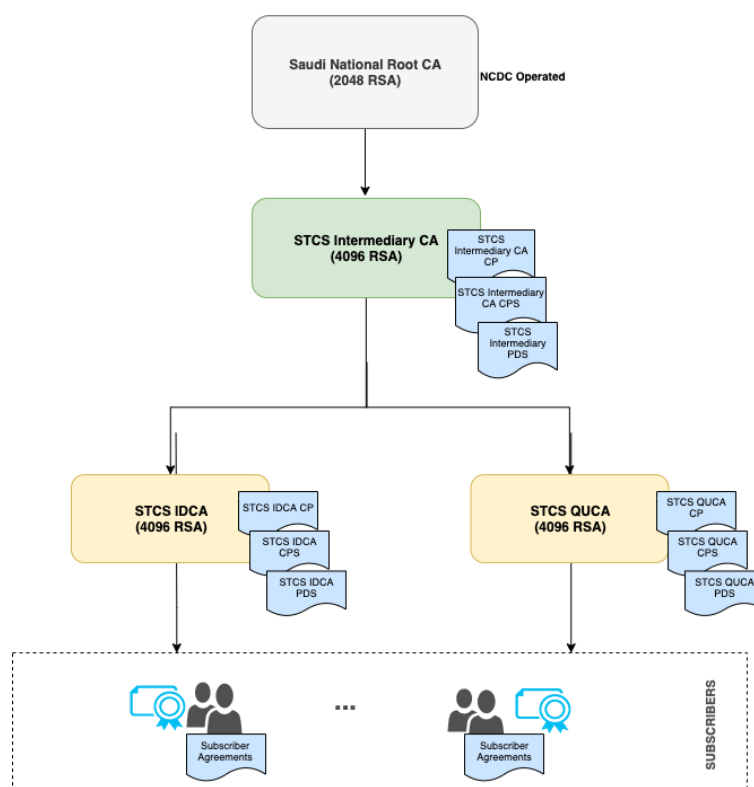 Saudi National Root CA
(2048 RSA)
NCDC Operated
STCS Intermediary CA
(4096 RSA)
STCS
Intermediary CA
CP
STCS Intermediary
CA CPS
STCS
Intermediary
PDS
STCS IDCA
(4096 RSA)
STCS IDCA CP
STCS IDCA
CPS
STCS IDCA
PDS
STCS QUCA
(4096 RSA)
STCS QUCA
CP
STCS QUCA
CPS
STCS QUCA
PDS
...
Subscriber
Agreements
Subscriber
Agreements
SUBSCRIBERS